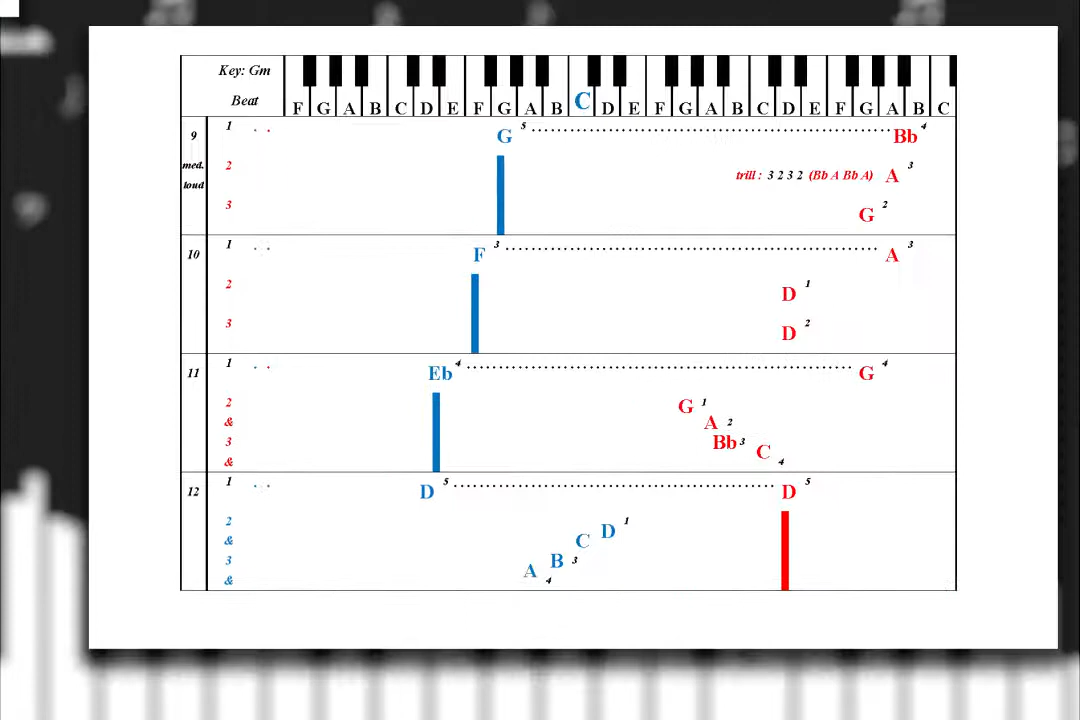 Key: Gm
Beat
F G A B C D E F G A B C D E F G A B C D E F G A B C
9 1 G 5 Bb 4
med. 2 trill : 3 2 3 2 (Bb A Bb A) A 3
loud
3 G 2
10 1 F 3 A 3
2 D 1
3 D 2
11 1 Eb 4 G 4
2 G 1
& A 2
3 Bb 3
& C 4
12 1 D 5 D 5
2 D 1
& C
3 B 3
& A 4